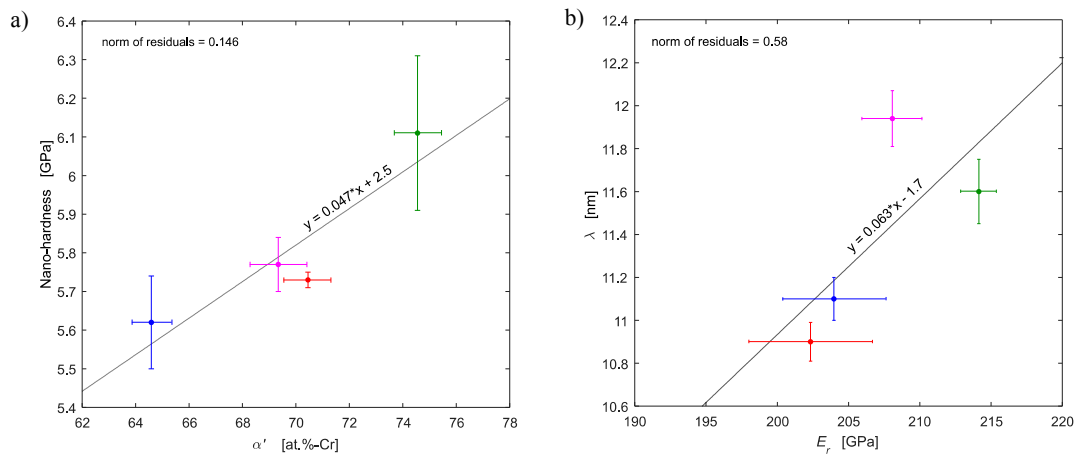 a)
norm of residuals = 0.146
6.4
6.3
6.2
6.1
6
5.9
5.8
5.7
5.6
5.5
5.4
Nano-hardness [GPa]
y = 0.047*x + 2.5
62 64 66 68 70 72 74 76 78
α' [at.%-Cr]
b)
norm of residuals = 0.58
12.4
12.2
12
11.8
11.6
11.4
11.2
11
10.8
10.6
λ [nm]
y = 0.063*x - 1.7
190 195 200 205 210 215 220
E_r [GPa]